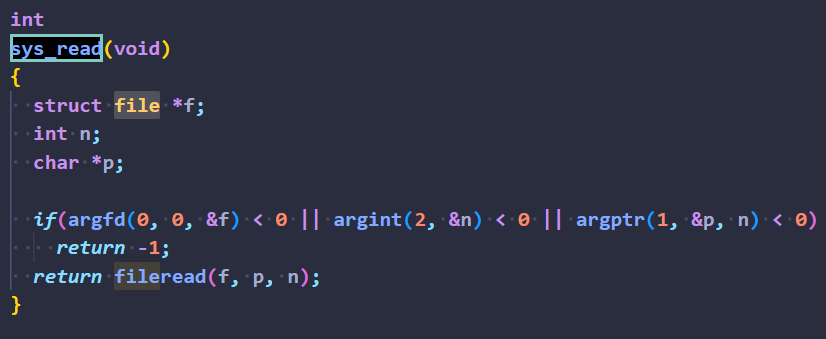 int
sys_read(void)
{
  struct file *f;
  int n;
  char *p;

  if(argfd(0, 0, &f) < 0 || argint(2, &n) < 0 || argptr(1, &p, n) < 0)
    return -1;
  return fileread(f, p, n);
}